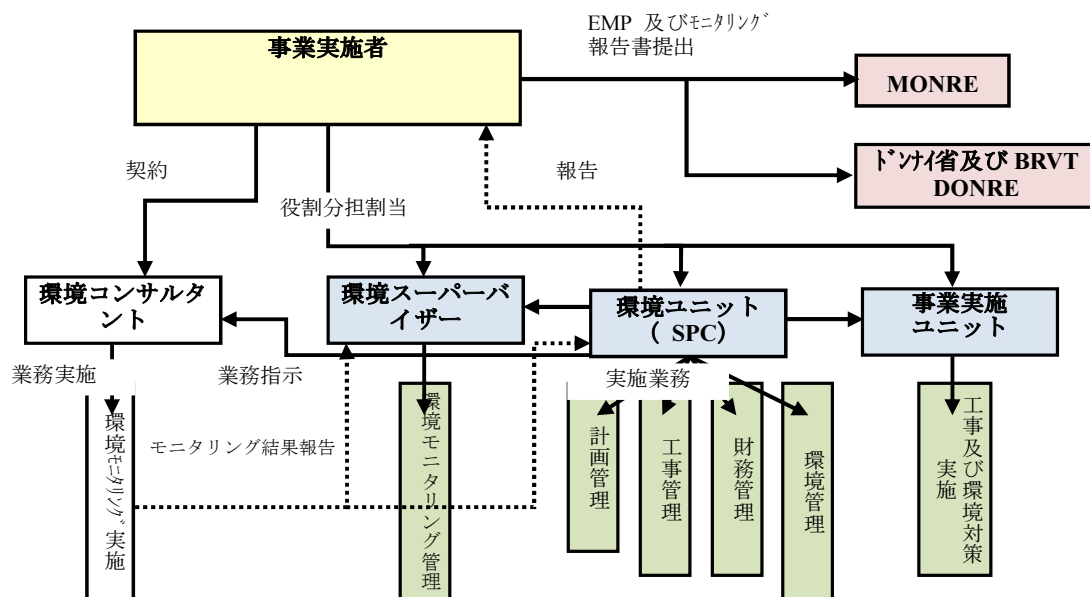 EMP 及びﾓﾆﾀﾘﾝｸﾞ
報告書提出
事業実施者
MONRE
ﾄﾞﾝﾅｲ省及び BRVT
DONRE
契約
報告
役割分担割当
環境コンサルタ
ント
環境スーパーバ
イザー
環境ユニット
( SPC)
事業実施
ユニット
業務実施
業務指示
実施業務
モニタリング結果報告
環境ﾓﾆﾀﾘﾝｸﾞ実施
環境モニタリング管理
計画管理
工事管理
財務管理
環境管理
工事及び環境対策
実施